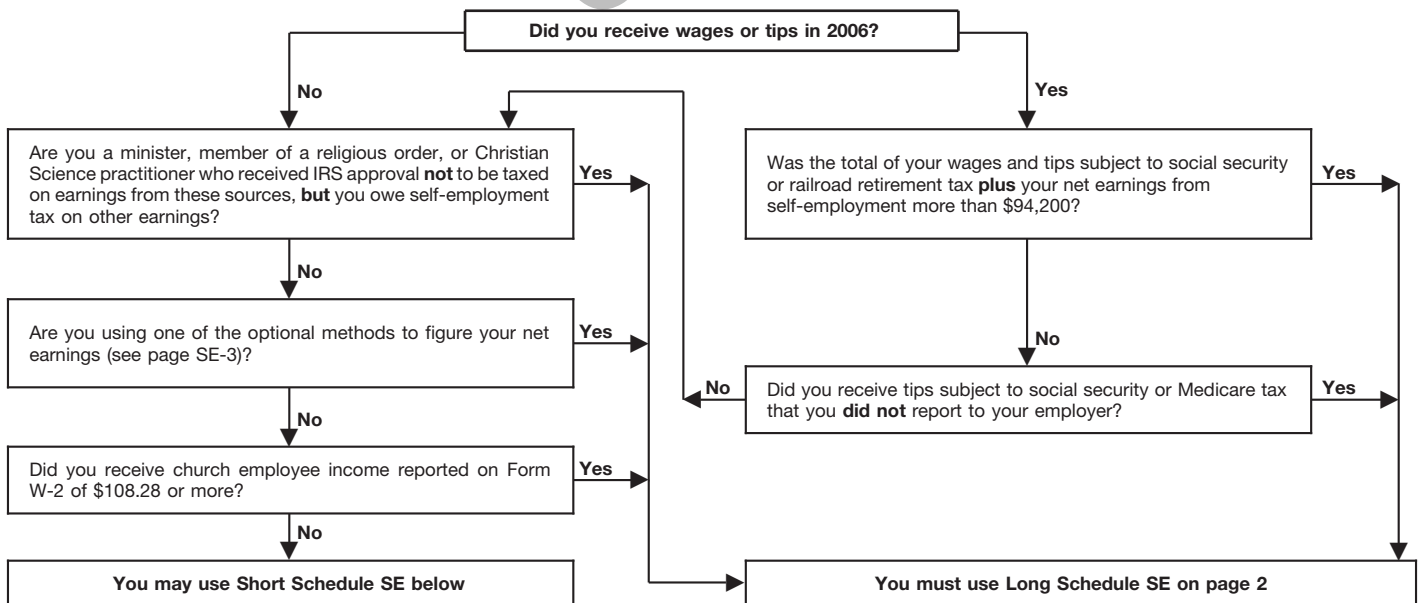 Did you receive wages or tips in 2006?
No
Yes
Are you a minister, member of a religious order, or Christian
Science practitioner who received IRS approval not to be taxed
on earnings from these sources, but you owe self-employment
tax on other earnings?
Yes
Was the total of your wages and tips subject to social security
or railroad retirement tax plus your net earnings from
self-employment more than $94,200?
Yes
No
Are you using one of the optional methods to figure your net
earnings (see page SE-3)?
Yes
No
No
Did you receive tips subject to social security or Medicare tax
that you did not report to your employer?
Yes
No
Did you receive church employee income reported on Form
W-2 of $108.28 or more?
Yes
No
You may use Short Schedule SE below
You must use Long Schedule SE on page 2